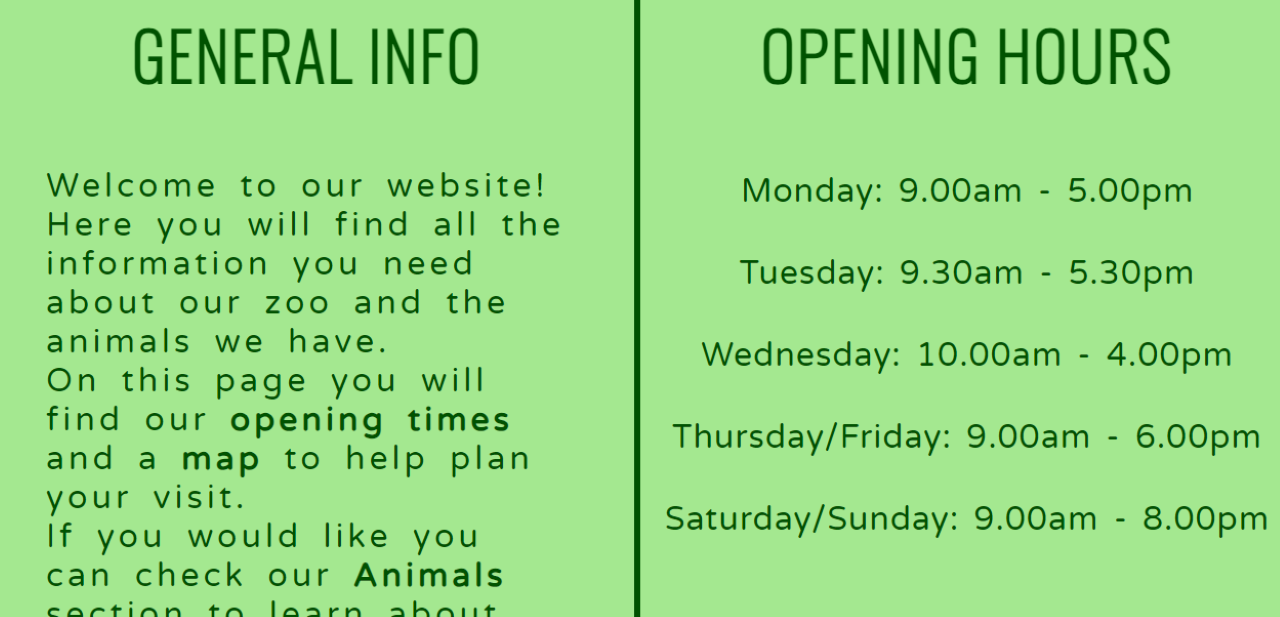 GENERAL INFO
Welcome to our website!
Here you will find all the
information you need
about our zoo and the
animals we have.
On this page you will
find our opening times
and a map to help plan
your visit.
If you would like you
can check our Animals
section to learn about
OPENING HOURS
Monday: 9.00am - 5.00pm
Tuesday: 9.30am - 5.30pm
Wednesday: 10.00am - 4.00pm
Thursday/Friday: 9.00am - 6.00pm
Saturday/Sunday: 9.00am - 8.00pm